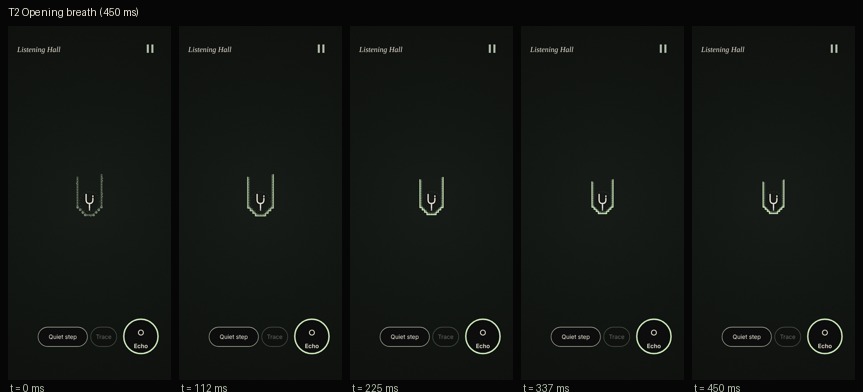 T2 Opening breath (450 ms)
Listening Hall
Listening Hall
Listening Hall
Listening Hall
Listening Hall
Quiet step Trace Echo
Quiet step Trace Echo
Quiet step Trace Echo
Quiet step Trace Echo
Quiet step Trace Echo
t = 0 ms
t = 112 ms
t = 225 ms
t = 337 ms
t = 450 ms